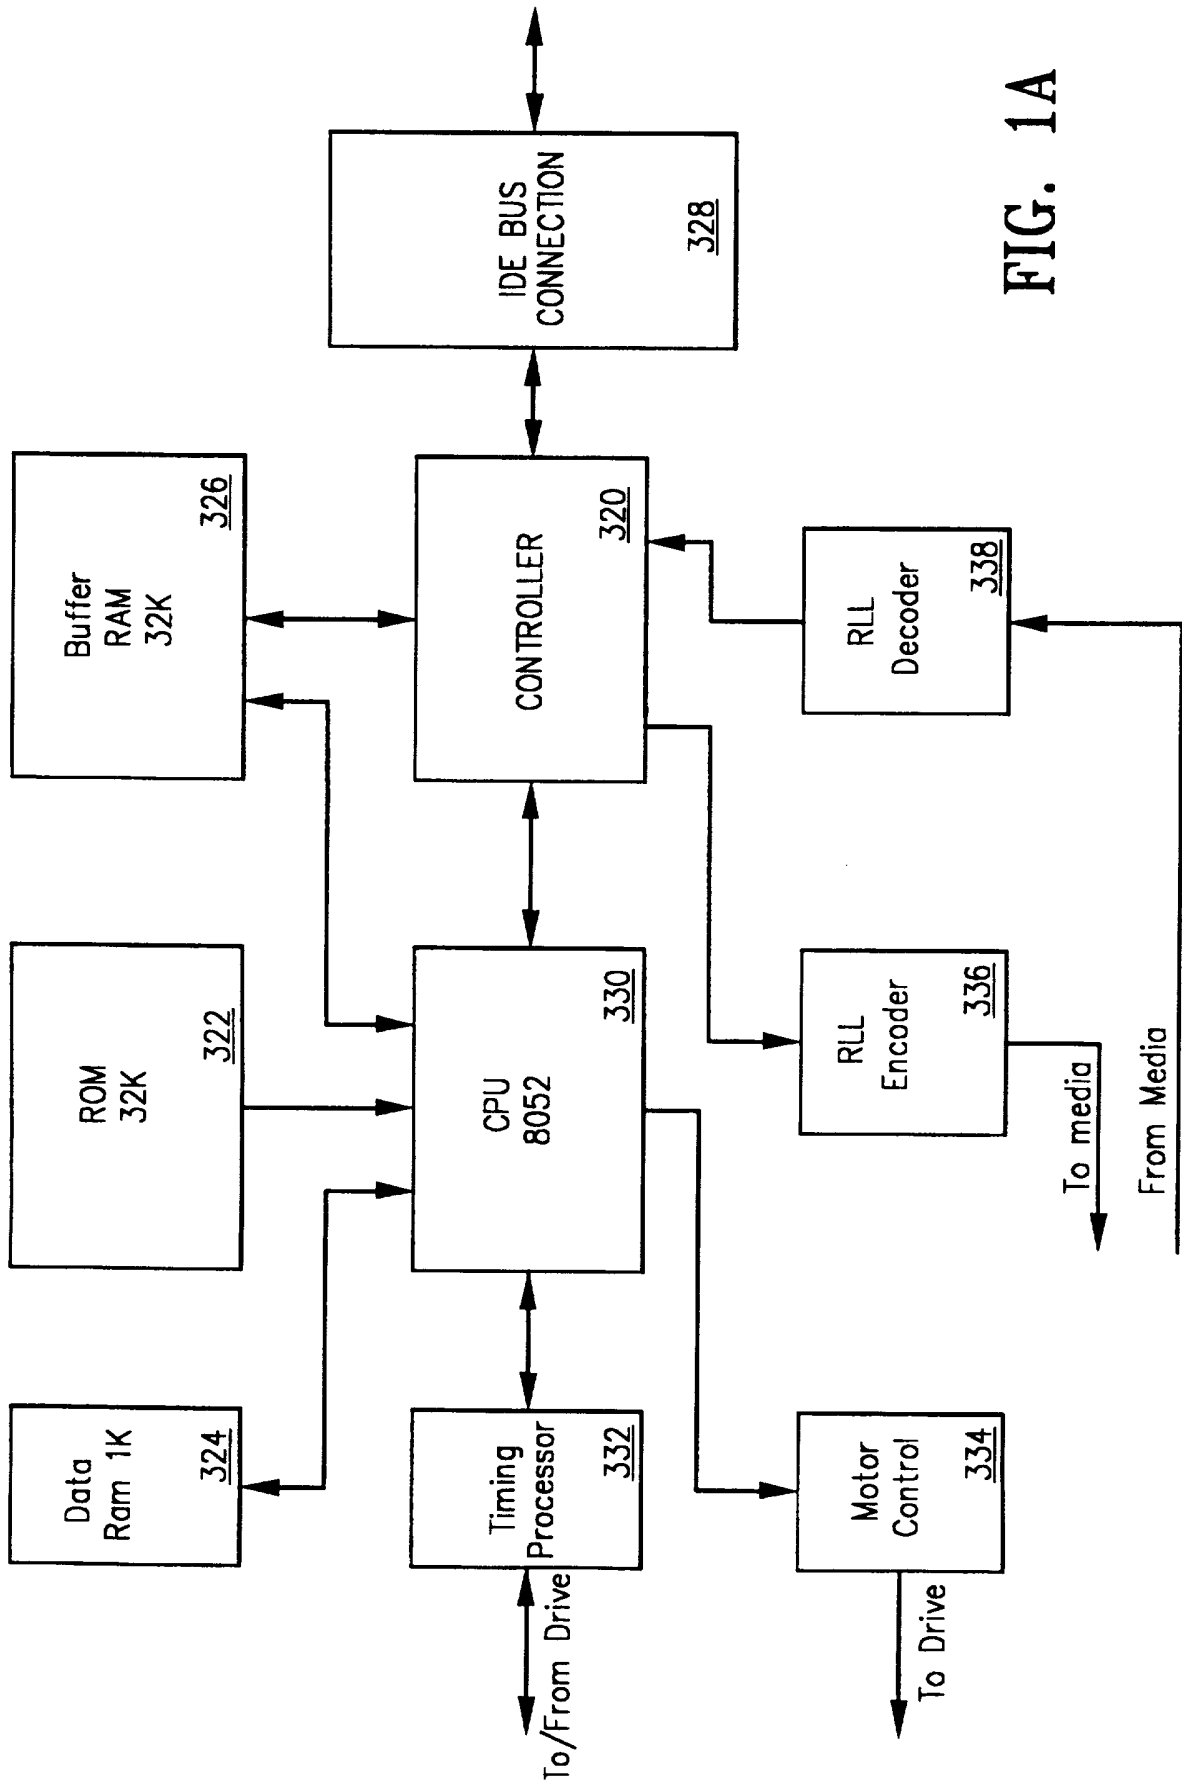 Data
Ram 1K
324
ROM
32K
322
Buffer
RAM
32K
326
To/From Drive
Timing
Processor
332
CPU
8052
330
CONTROLLER
320
IDE BUS
CONNECTION
328
To Drive
Motor
Control
334
RLL
Encoder
336
RLL
Decoder
338
To media
From Media
FIG. 1A